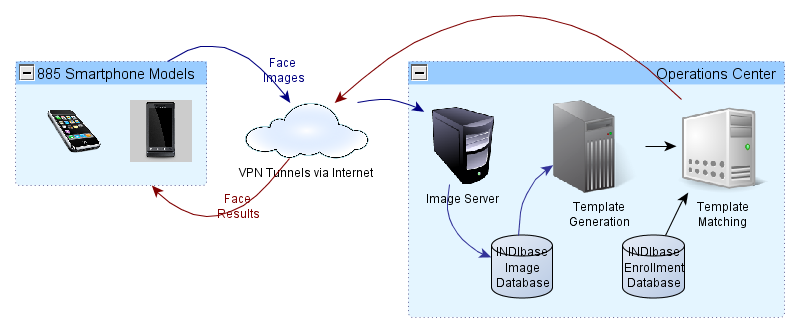 885 Smartphone Models
Face
Images
Operations Center
VPN Tunnels via Internet
Face
Results
Image Server
Template
Generation
Template
Matching
INDIbase
Image
Database
INDIbase
Enrollment
Database